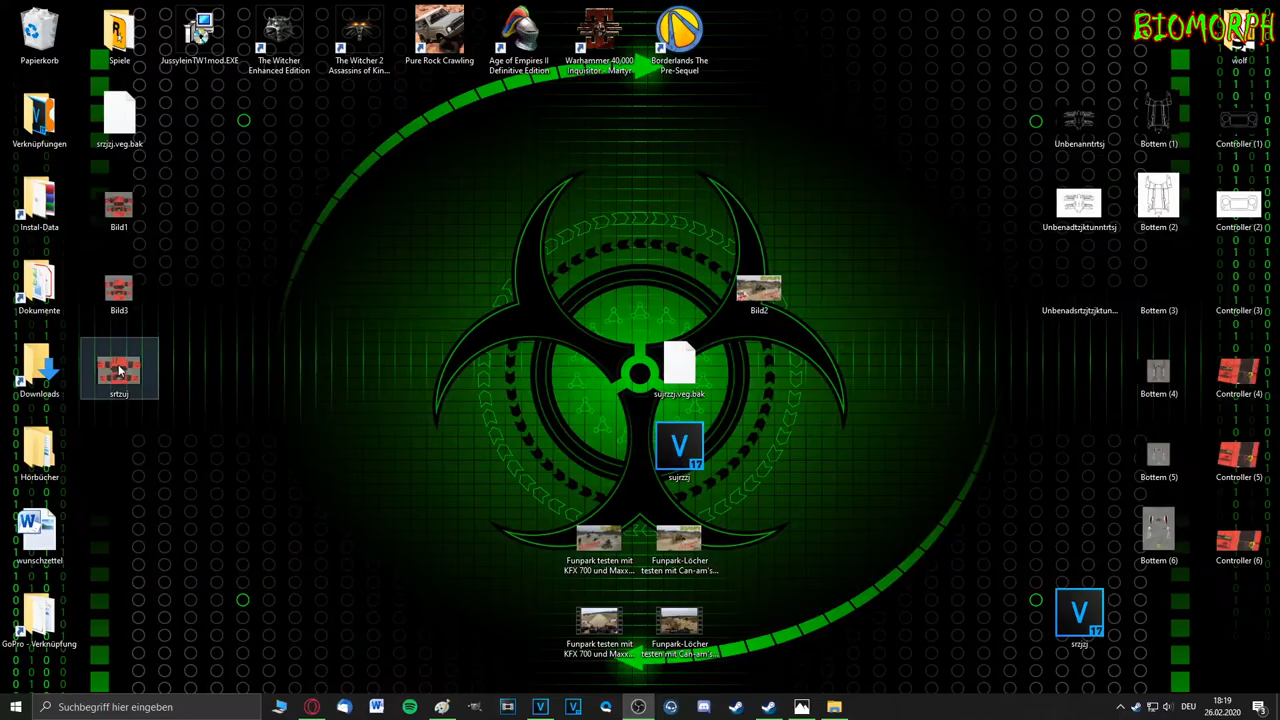 BIOMORPH
Papierkorb
Spiele
JussyleinTW1mod.EXE
The Witcher
Enhanced Edition
The Witcher 2
Assassins of Kin...
Pure Rock Crawling
Age of Empires II
Definitive Edition
Warhammer 40,000
Inquisitor - Martyr
Borderlands The
Pre-Sequel
wolf
Verknüpfungen
srzjzj.veg.bak
Unbenanntrtsj
Bottem (1)
Controller (1)
Instal-Data
Bild1
Unbenadtzjktunntrtsj
Bottem (2)
Controller (2)
Dokumente
Bild3
Bild2
Unbenadsrtzjtzjktun...
Bottem (3)
Controller (3)
Downloads
srtzuj
sujrzzj.veg.bak
Bottem (4)
Controller (4)
Hörbücher
sujrzzj
Bottem (5)
Controller (5)
wunschzettel
Funpark testen mit
KFX 700 und Maxx...
Funpark-Löcher
testen mit Can-am's...
Bottem (6)
Controller (6)
GoPro - Verknüpfung
Funpark testen mit
KFX 700 und Maxx...
Funpark-Löcher
testen mit Can-am's...
srzjzj
Suchbegriff hier eingeben
DEU
18:19
26.02.2020